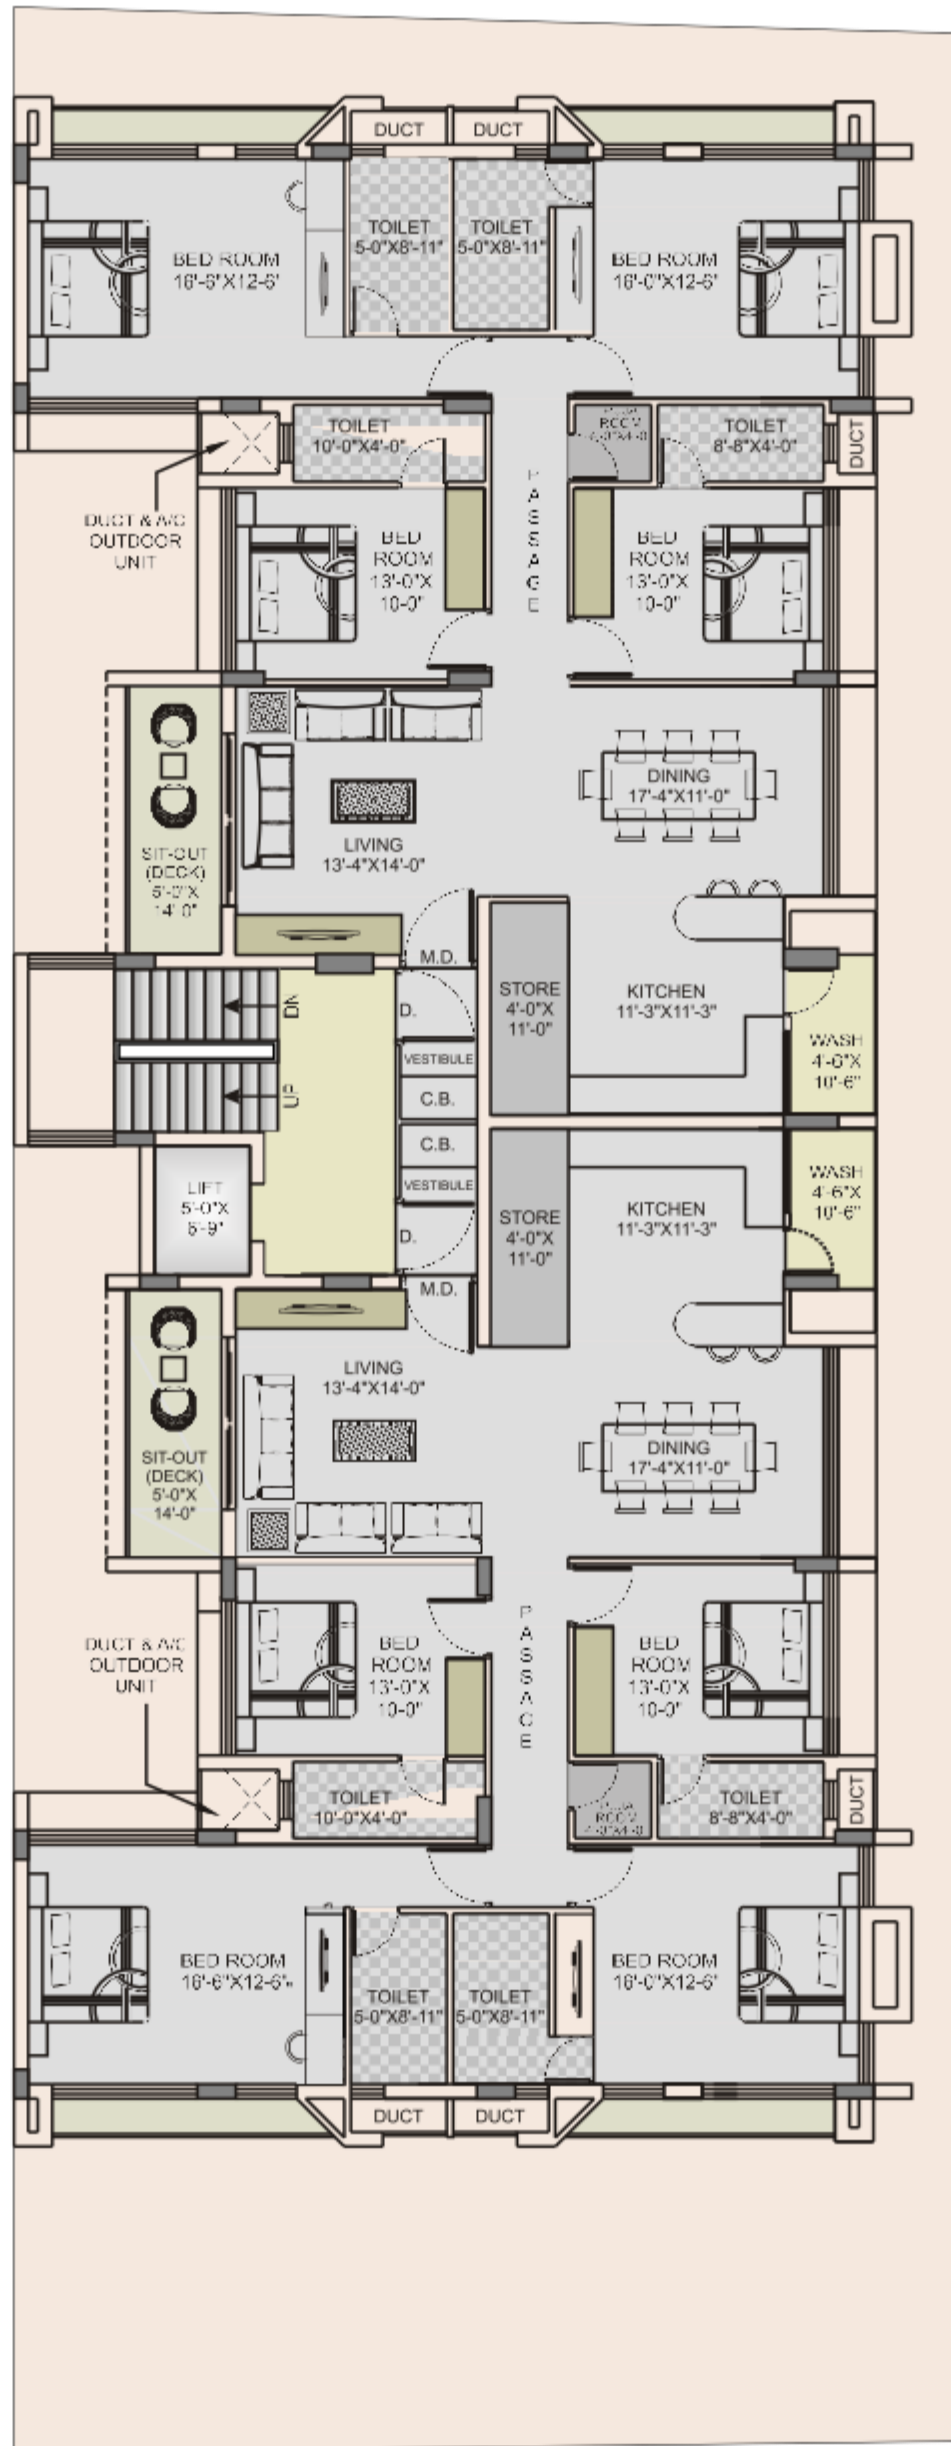 DUCT
DUCT
TOILET
5-0"X8'-11"
TOILET
5-0"X8'-11"
BED ROOM
16'-6"X12-6'
BED ROOM
16'-0"X12-6'
TOILET
10'-0"X4'-0"
ROOM
TOILET
8'-8"X4'-0"
DUCT
DUCT & A/C
OUTDOOR
UNIT
PASSAGE
BED
ROOM
13'-0"X
10-0"
BED
ROOM
13'-0"X
10-0"
SIT-OUT
(DECK)
5'-0"X
14'-0"
LIVING
13'-4"X14'-0"
DINING
17'-4"X11'-0"
M.D.
D.
STORE
4'-0"X
11'-0"
KITCHEN
11'-3"X11'-3"
WASH
4'-6"X
10'-6"
DN
UP
VESTIBULE
C.B.
C.B.
VESTIBULE
LIFT
5'-0"X
6'-9"
D.
M.D.
STORE
4'-0"X
11'-0"
KITCHEN
11'-3"X11'-3"
WASH
4'-6"X
10'-6"
LIVING
13'-4"X14'-0"
DINING
17'-4"X11'-0"
SIT-OUT
(DECK)
5'-0"X
14'-0"
DUCT & A/C
OUTDOOR
UNIT
PASSAGE
BED
ROOM
13'-0"X
10-0"
BED
ROOM
13'-0"X
10-0"
TOILET
10'-0"X4'-0"
ROOM
TOILET
8'-8"X4'-0"
DUCT
BED ROOM
16'-6"X12-6"
BED ROOM
16'-0"X12-6'
TOILET
5-0"X8'-11"
TOILET
5-0"X8'-11"
DUCT
DUCT